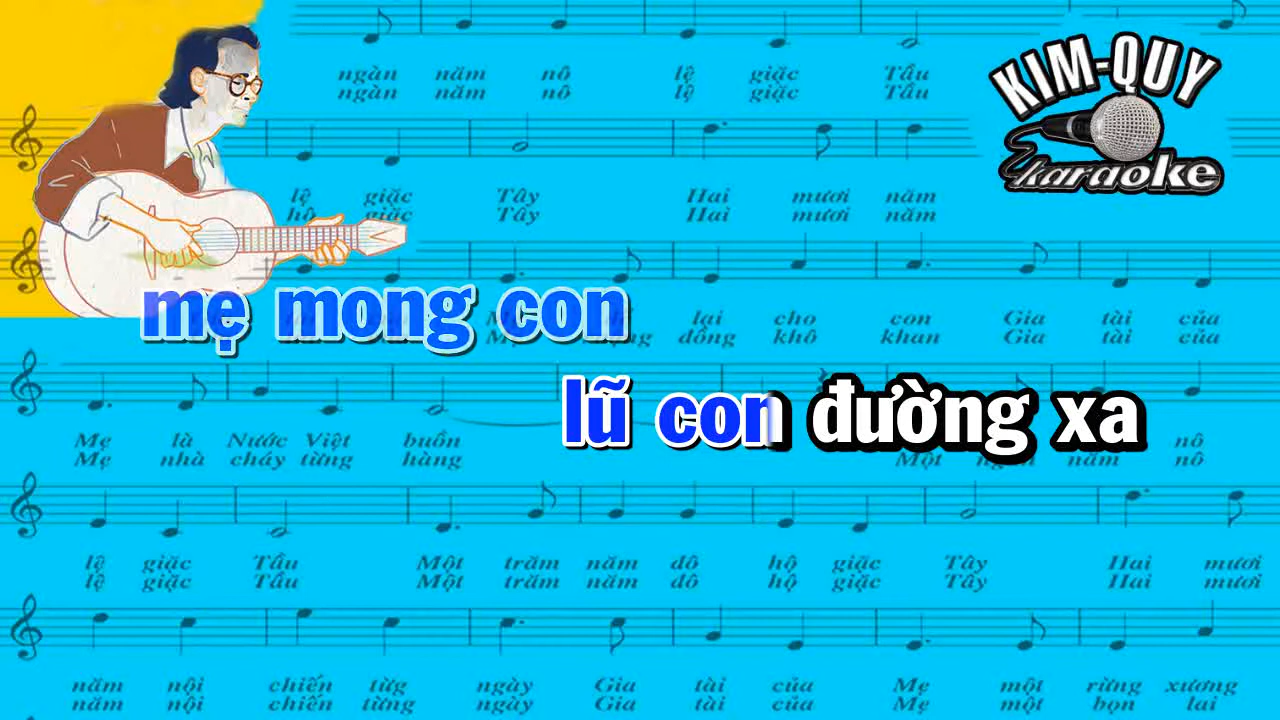 ngàn năm nô lệ giặc Tầu
ngàn năm nô lệ giặc Tầu
KIM-QUY
karaoke
lệ giặc Tây Hai mươi năm
hộ giặc Tây Hai mươi năm
mẹ mong con
lại cho con Gia tài của
đồng khô khan Gia tài của
lũ con đường xa
Mẹ là Nước Việt buồn nô
Mẹ nhà cháy từng hàng Một ngàn năm nô
lệ giặc Tầu Một trăm năm dô hộ giặc Tây Hai mươi
lệ giặc Tầu Một trăm năm dô hộ giặc Tây Hai mươi
năm nội chiến từg ngày Gia tài của Mẹ một rừng xương
năm nội chiến từng ngày Gia tài của Mẹ một bọn lai